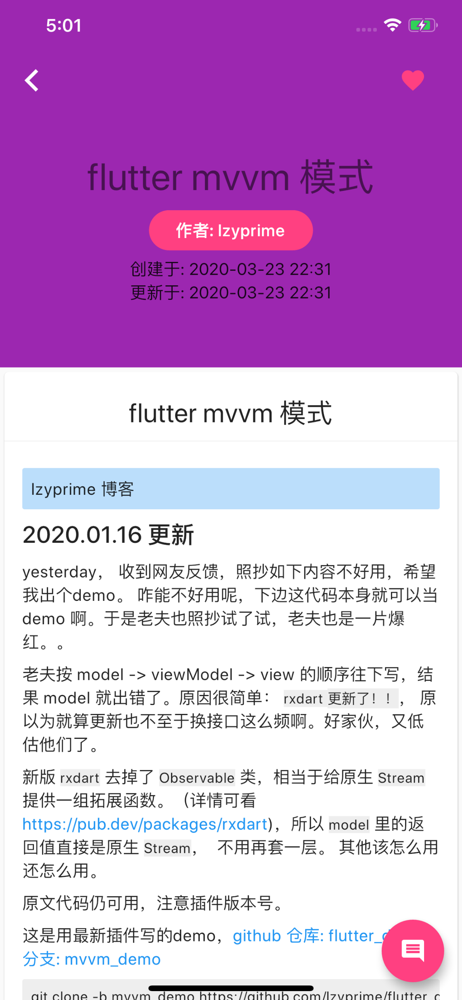 5:01
flutter mvvm 模式
作者: lzyprime
创建于: 2020-03-23 22:31
更新于: 2020-03-23 22:31
flutter mvvm 模式
lzyprime 博客
2020.01.16 更新
yesterday， 收到网友反馈，照抄如下内容不好用，希望
我出个demo。 咋能不好用呢，下边这代码本身就可以当
demo 啊。于是老夫也照抄试了试，老夫也是一片爆
红。。
老夫按 model -> viewModel -> view 的顺序往下写，结
果 model 就出错了。原因很简单： rxdart 更新了！！， 原
以为就算更新也不至于换接口这么频啊。好家伙，又低
估他们了。
新版 rxdart 去掉了 Observable 类，相当于给原生 Stream
提供一组拓展函数。（详情可看
https://pub.dev/packages/rxdart)，所以 model 里的返
回值直接是原生 Stream， 不用再套一层。 其他该怎么用
还怎么用。
原文代码仍可用，注意插件版本号。
这是用最新插件写的demo，github 仓库: flutter_d
分支: mvvm_demo
git clone -b mvvm_demo https://github.com/lzyprime/flutter_d